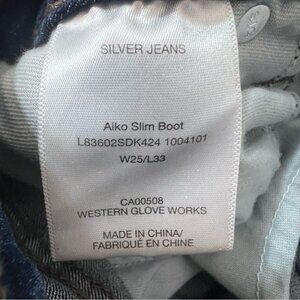 SILVER JEANS
Aiko Slim Boot
L83602SDK424 1004101
W25/L33
CA00508
WESTERN GLOVE WORKS
MADE IN CHINA/
FABRIQUÉ EN CHINE